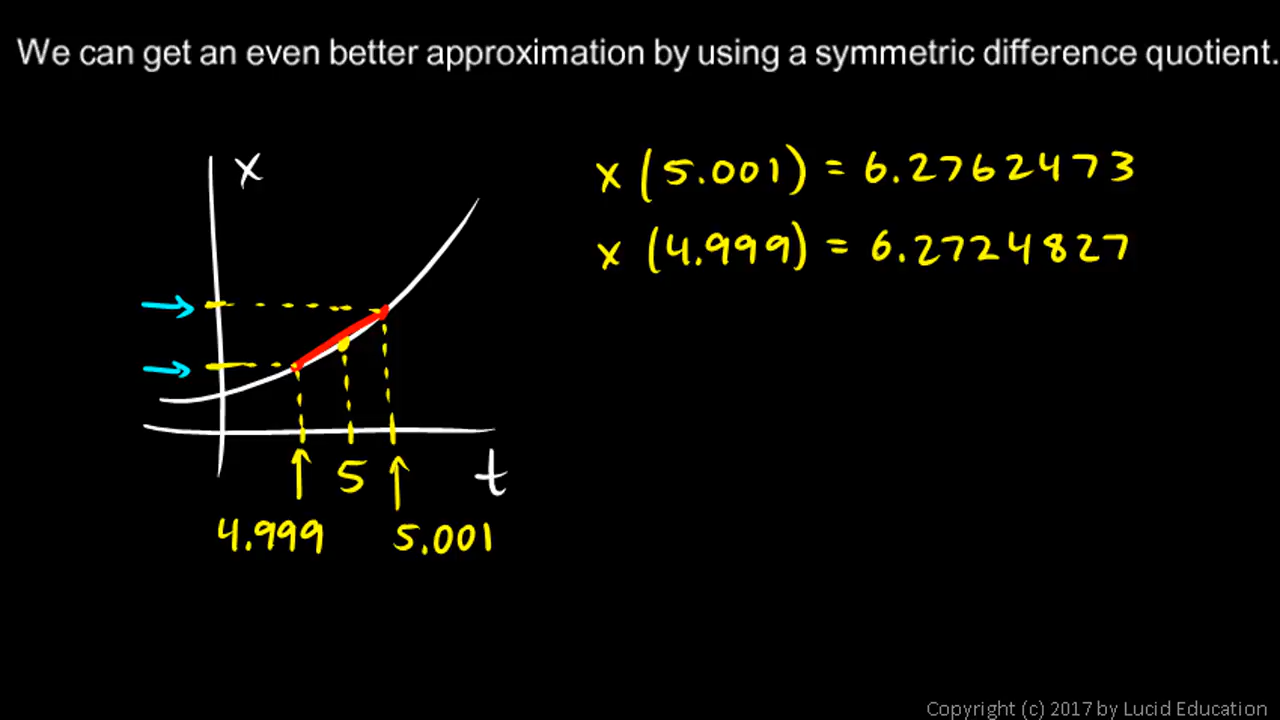 We can get an even better approximation by using a symmetric difference quotient.
x
x (5.001) = 6.2762473
x (4.999) = 6.2724827
5
t
4.999
5.001
Copyright (c) 2017 by Lucid Education